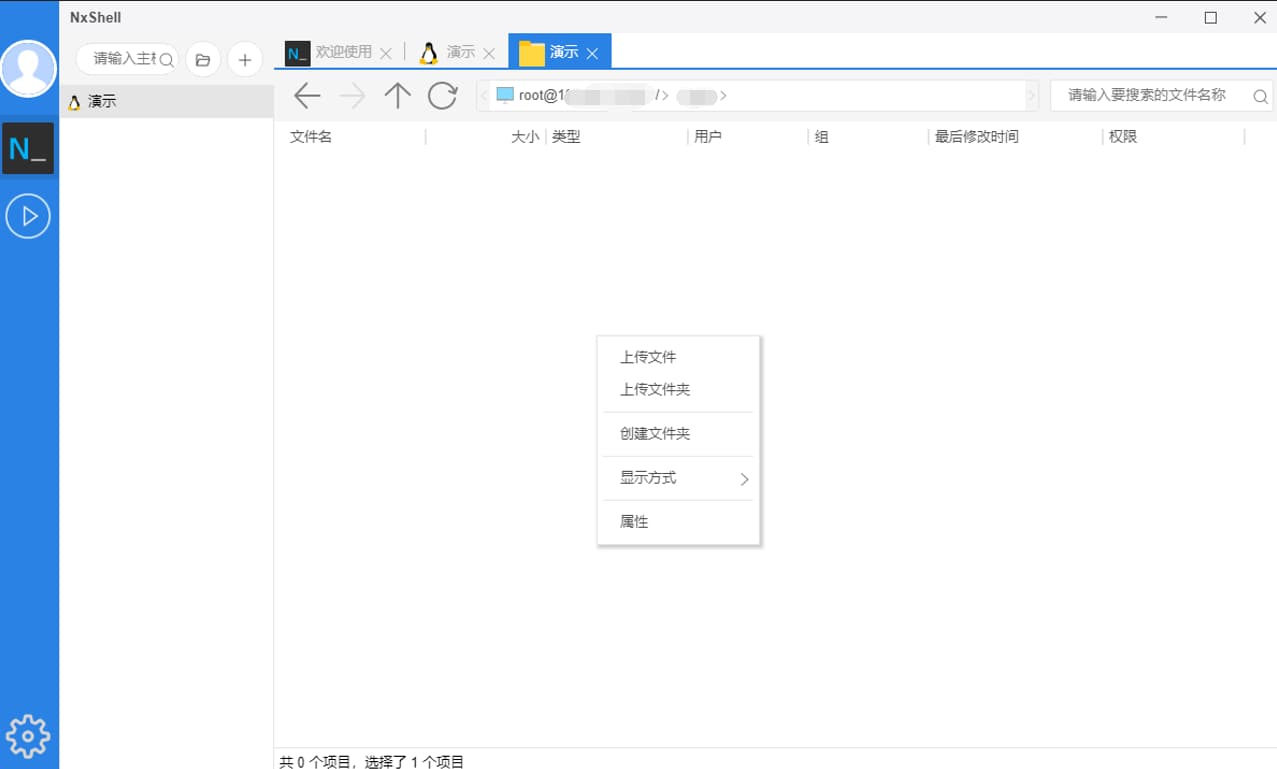 NxShell
请输入主
N_ 欢迎使用
演示
演示
演示
N_
root@1 / > >
请输入要搜索的文件名称
文件名 大小 类型 用户 组 最后修改时间 权限
上传文件
上传文件夹
创建文件夹
显示方式 >
属性
共 0 个项目，选择了 1 个项目